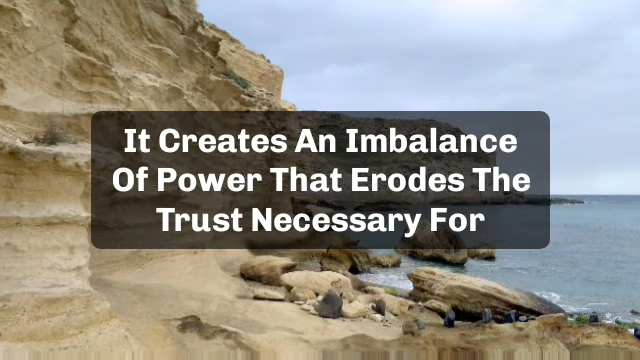 It Creates An Imbalance
Of Power That Erodes The
Trust Necessary For